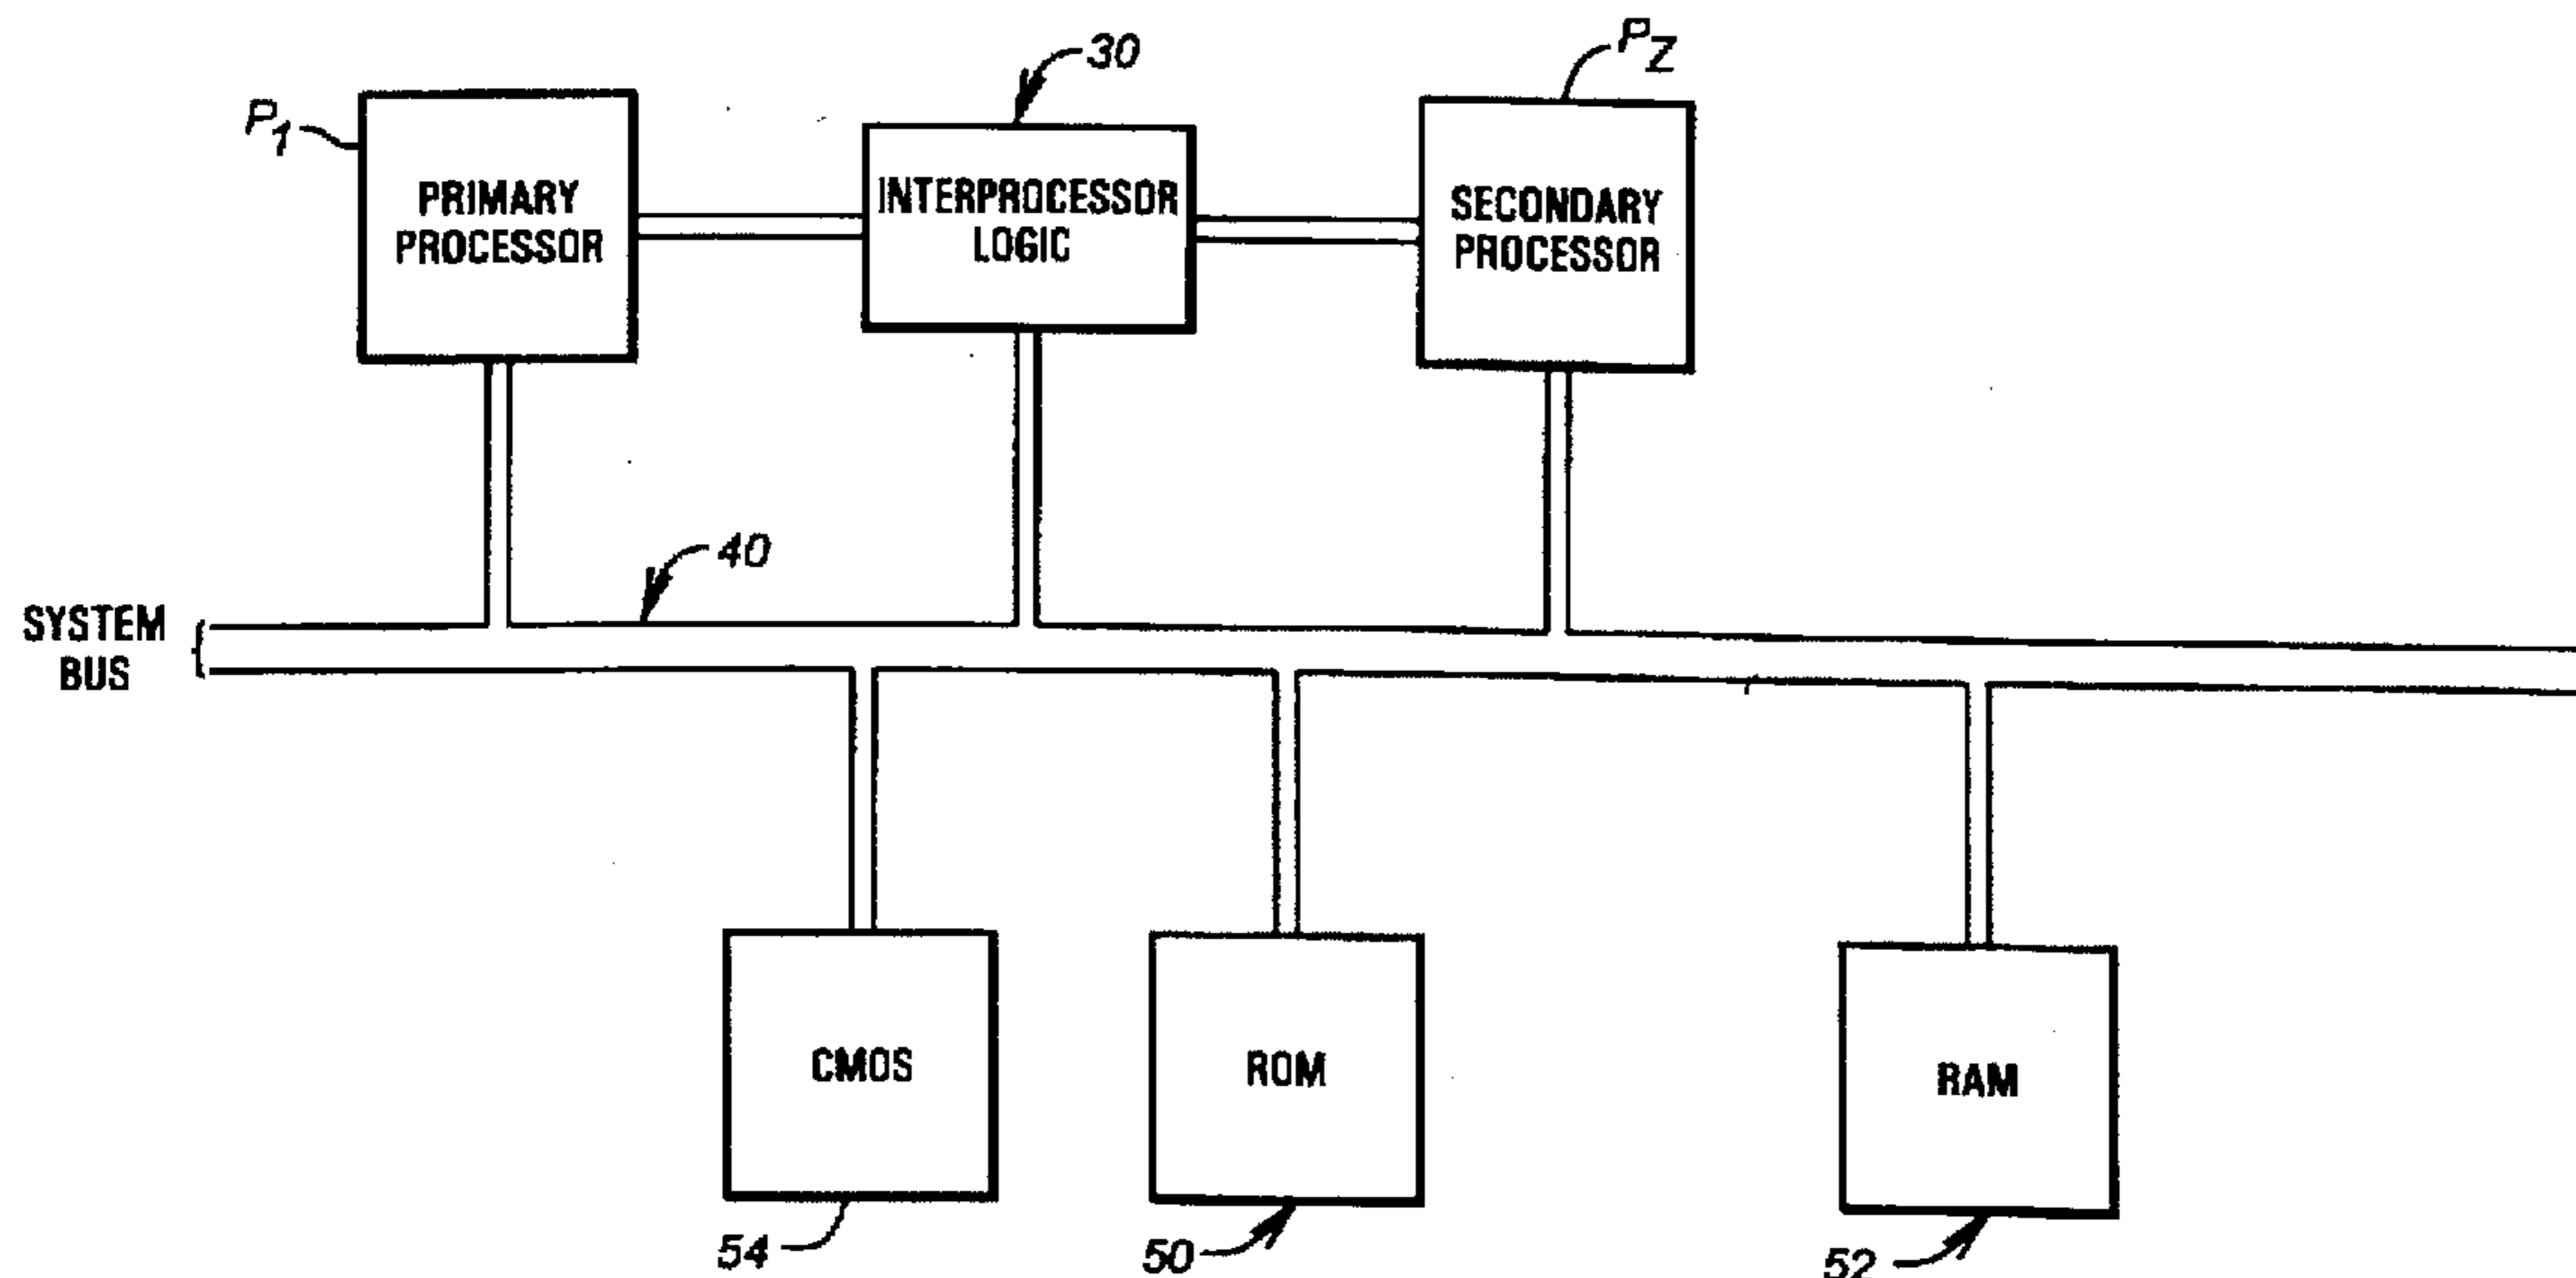 30
PZ
P1
PRIMARY
PROCESSOR
INTERPROCESSOR
LOGIC
SECONDARY
PROCESSOR
40
SYSTEM
BUS
CMOS
ROM
RAM
54
50
52